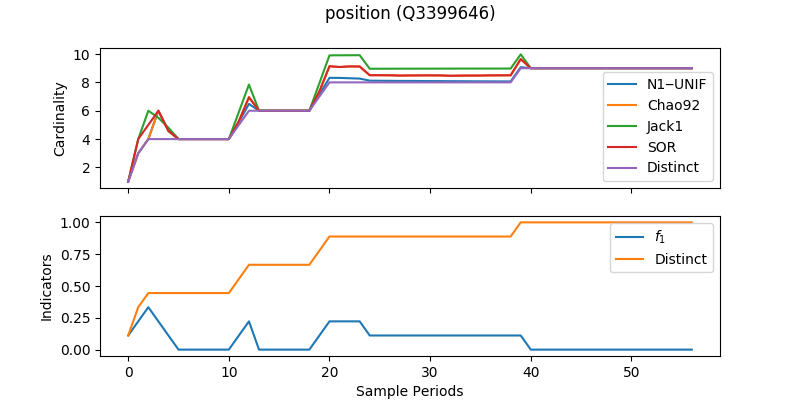 position (Q3399646)
10
8
6
4
2
Cardinality
N1−UNIF
Chao92
Jack1
SOR
Distinct
1.00
0.75
0.50
0.25
0.00
Indicators
f₁
Distinct
0 10 20 30 40 50
Sample Periods